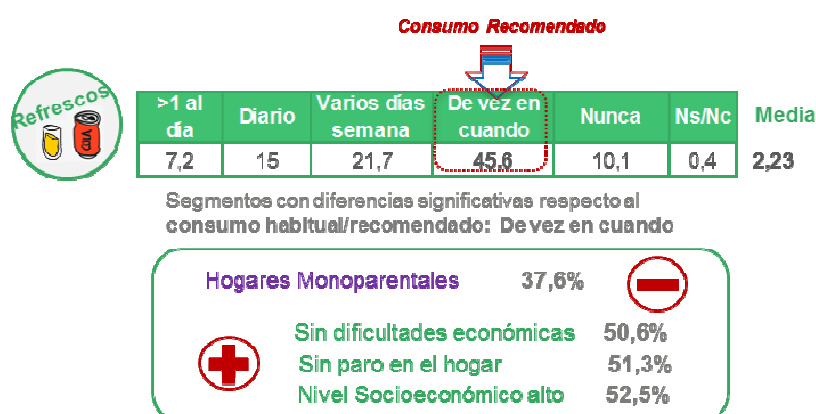 Consumo Recomendado
Refrescos
>1 al día Diario Varios días semana De vez en cuando Nunca Ns/Nc Media
7,2 15 21,7 45,6 10,1 0,4 2,23
Segmentos con diferencias significativas respecto al
consumo habitual/recomendado: De vez en cuando
Hogares Monoparentales 37,6%
Sin dificultades económicas 50,6%
Sin paro en el hogar 51,3%
Nivel Socioeconómico alto 52,5%